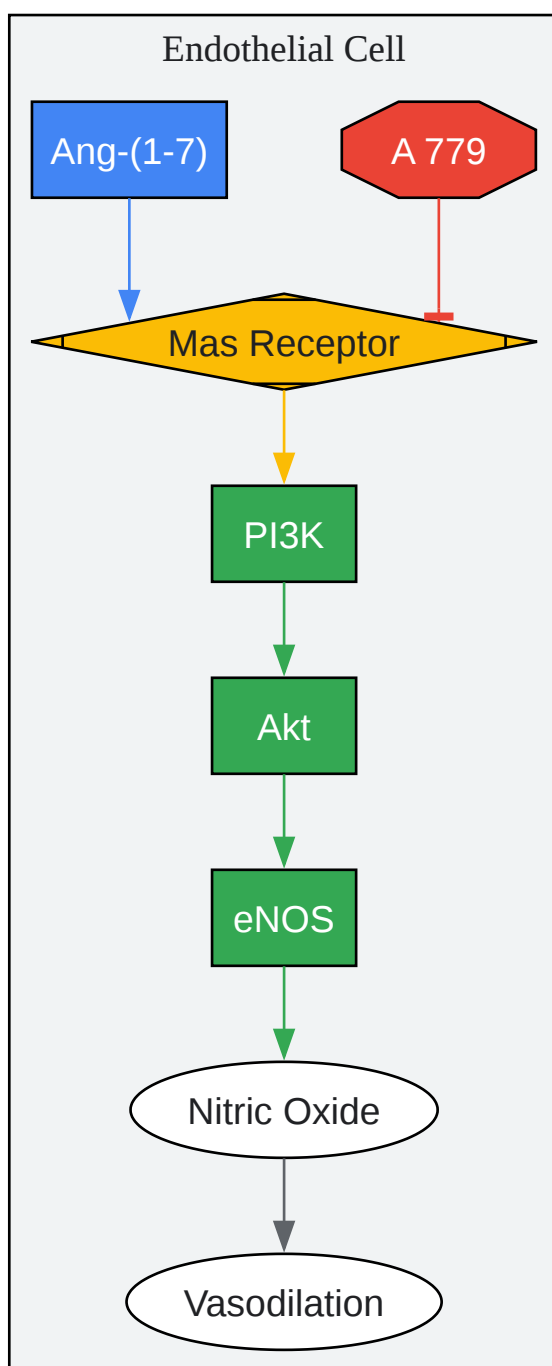 Endothelial Cell
Ang-(1-7)
A 779
Mas Receptor
PI3K
Akt
eNOS
Nitric Oxide
Vasodilation